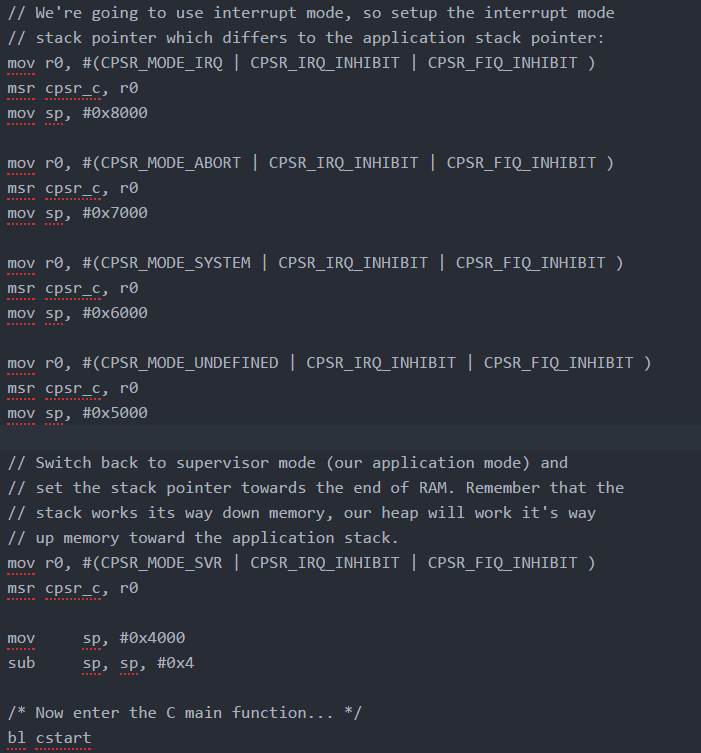 // We're going to use interrupt mode, so setup the interrupt mode
// stack pointer which differs to the application stack pointer:
mov r0, #(CPSR_MODE_IRQ | CPSR_IRQ_INHIBIT | CPSR_FIQ_INHIBIT )
msr cpsr_c, r0
mov sp, #0x8000
mov r0, #(CPSR_MODE_ABORT | CPSR_IRQ_INHIBIT | CPSR_FIQ_INHIBIT )
msr cpsr_c, r0
mov sp, #0x7000
mov r0, #(CPSR_MODE_SYSTEM | CPSR_IRQ_INHIBIT | CPSR_FIQ_INHIBIT )
msr cpsr_c, r0
mov sp, #0x6000
mov r0, #(CPSR_MODE_UNDEFINED | CPSR_IRQ_INHIBIT | CPSR_FIQ_INHIBIT )
msr cpsr_c, r0
mov sp, #0x5000
// Switch back to supervisor mode (our application mode) and
// set the stack pointer towards the end of RAM. Remember that the
// stack works its way down memory, our heap will work it's way
// up memory toward the application stack.
mov r0, #(CPSR_MODE_SVR | CPSR_IRQ_INHIBIT | CPSR_FIQ_INHIBIT )
msr cpsr_c, r0
mov     sp, #0x4000
sub     sp, sp, #0x4
/* Now enter the C main function... */
bl cstart